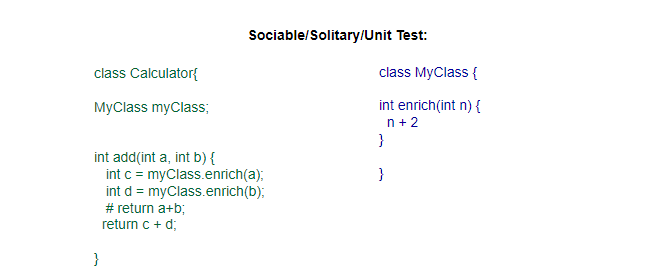 Sociable/Solitary/Unit Test:
class Calculator{
MyClass myClass;
int add(int a, int b) {
int c = myClass.enrich(a);
int d = myClass.enrich(b);
# return a+b;
return c + d;
}
class MyClass {
int enrich(int n) {
n + 2
}
}